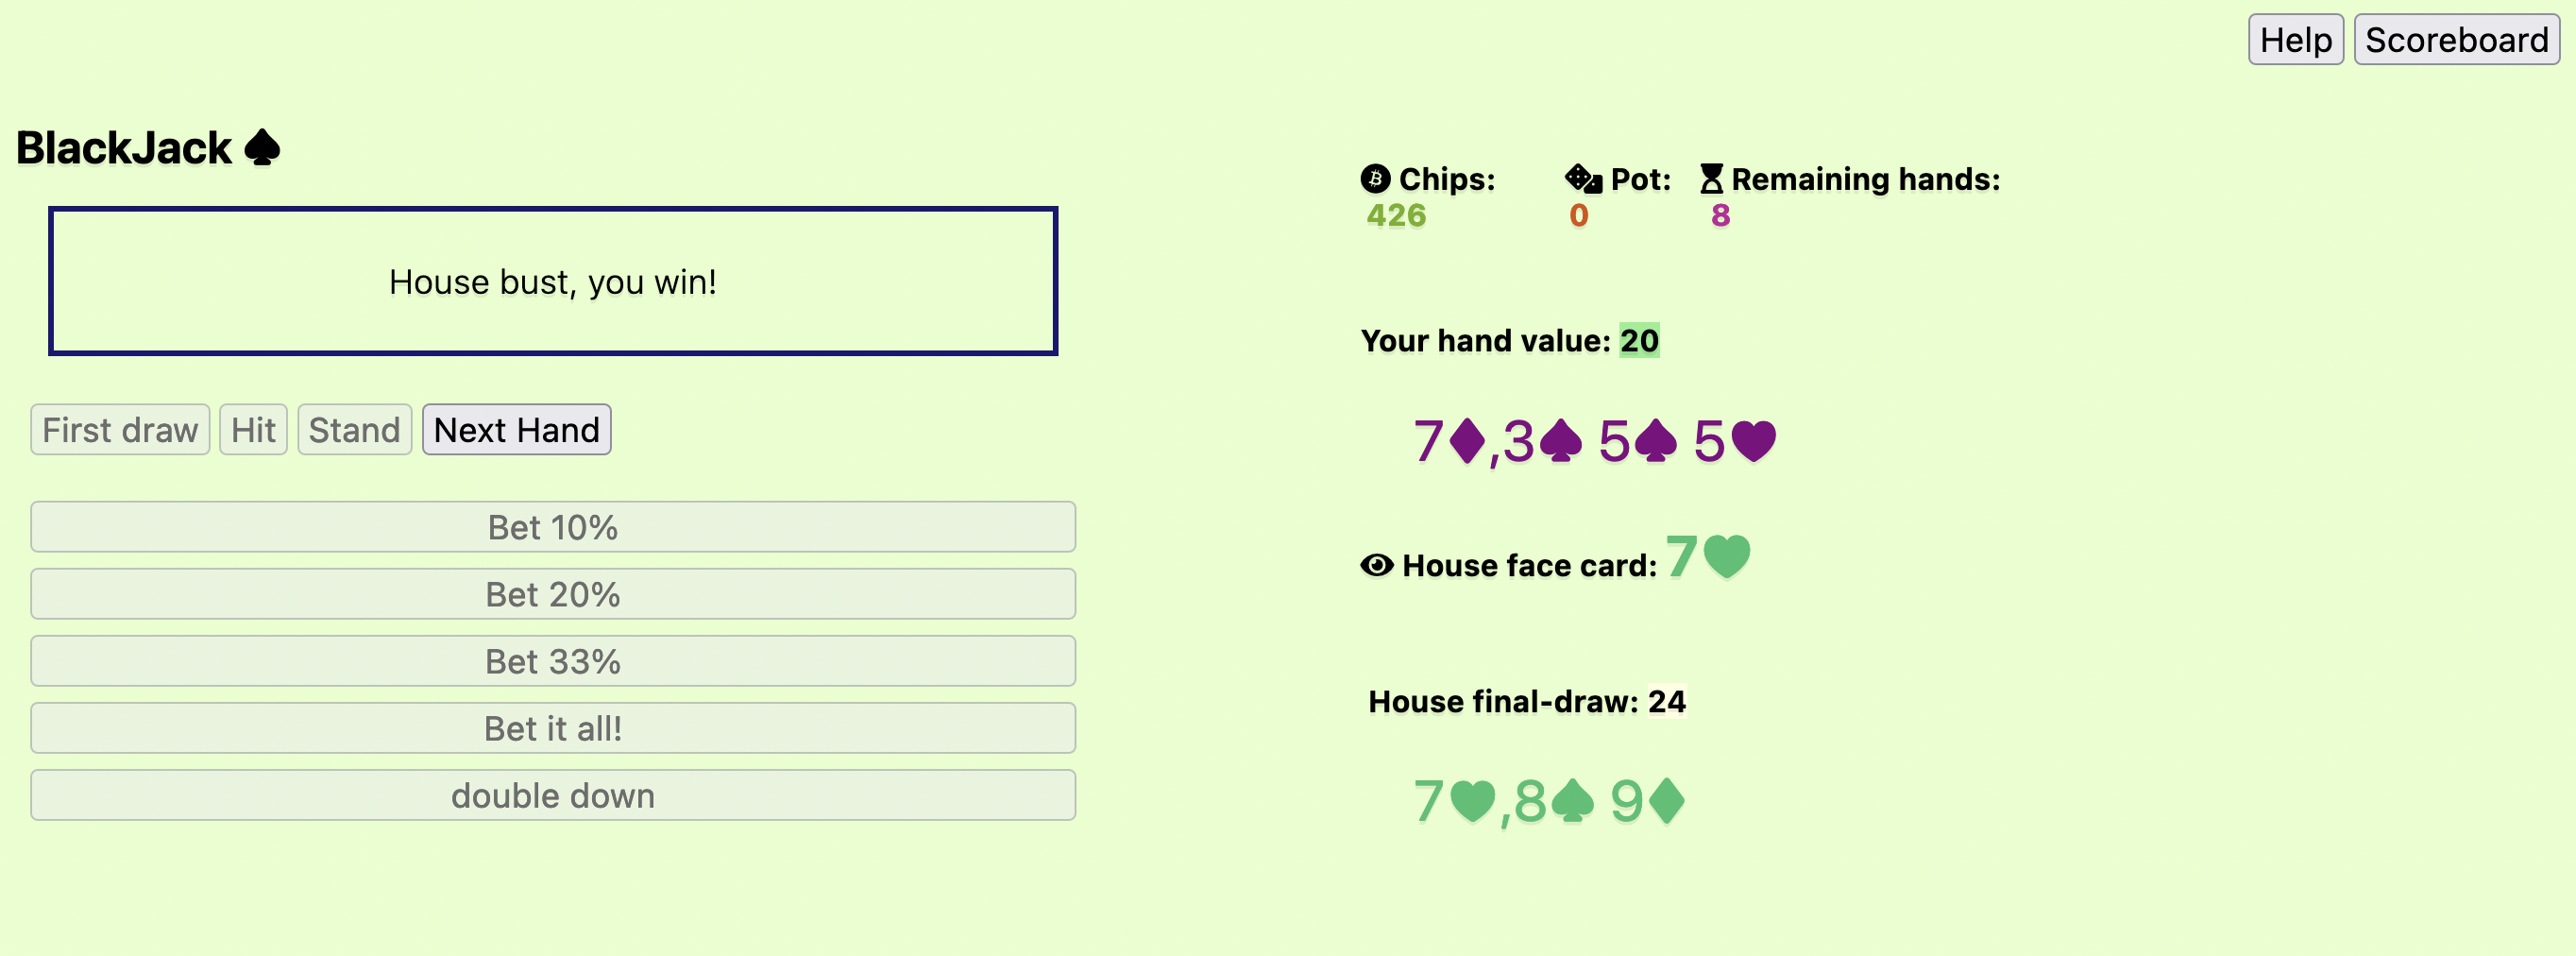 Help Scoreboard
BlackJack ♠
House bust, you win!
First draw Hit Stand Next Hand
Bet 10%
Bet 20%
Bet 33%
Bet it all!
double down
Chips: Pot: Remaining hands:
426 0 8
Your hand value: 20
7♦,3♠ 5♠ 5♥
House face card: 7♥
House final-draw: 24
7♥,8♠ 9♦